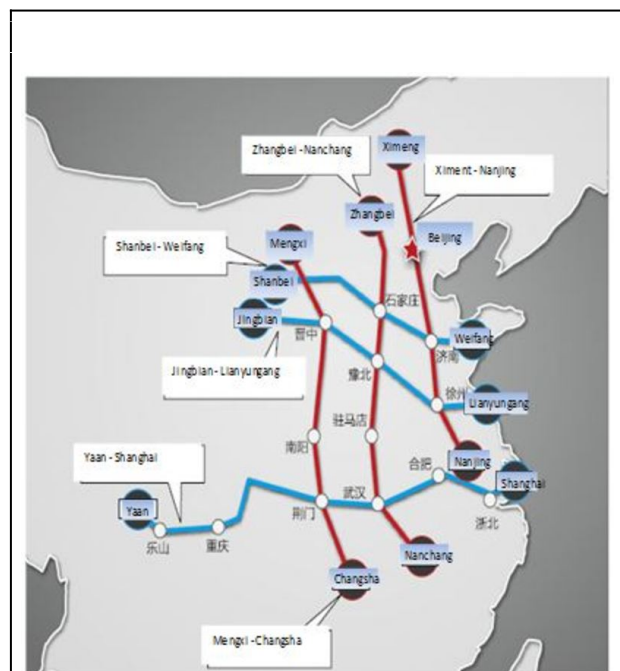 Ximeng
Zhangbei -Nanchang
Ximent - Nanjing
Zhangbei
Mengxi
Beijing
Shanbei - Weifang
Shanbei
石家庄
Jingbian
晋中
Weifang
济南
Jingbian - Lianyungang
豫北
徐州
Lianyungang
驻马店
南阳
Nanjing
Yaan - Shanghai
合肥
Shanghai
武汉
Yaan
荆门
浙北
乐山
重庆
Nanchang
Changsha
Mengxi -Changsha